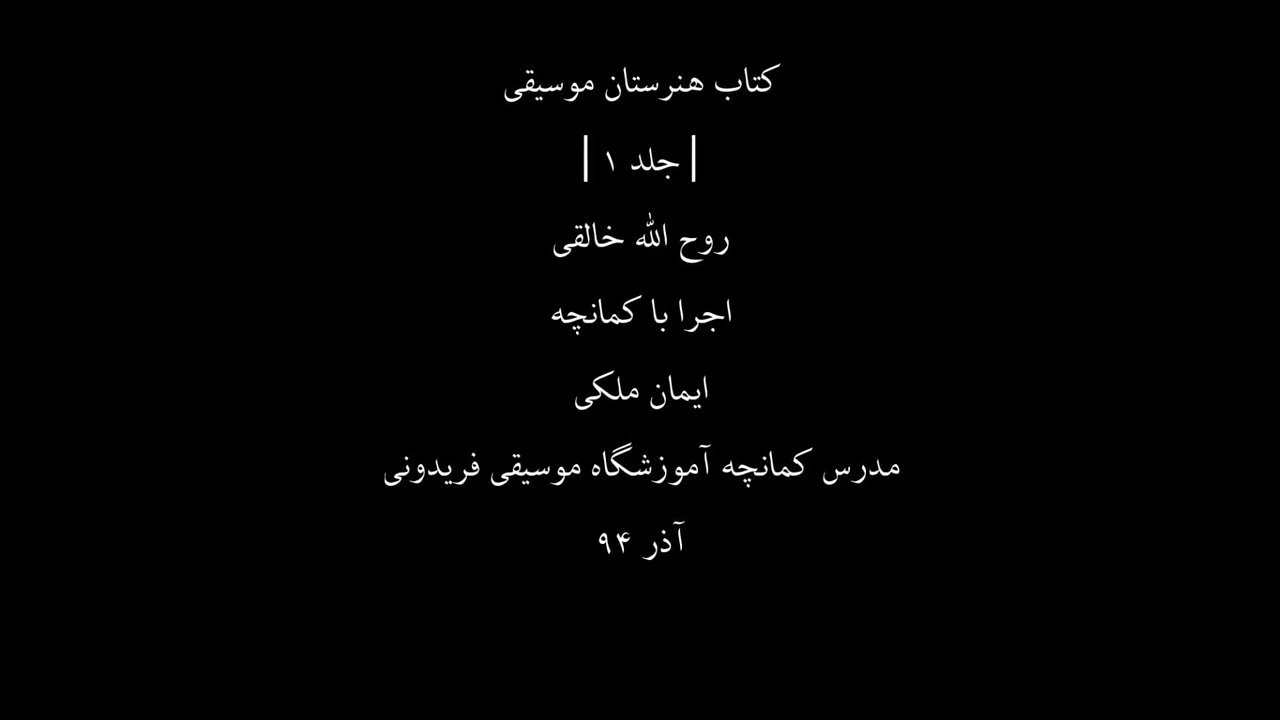 کتاب هنرستان موسیقی
| جلد ۱ |
روح الله خالقی
اجرا با کمانچه
ایمان ملکی
مدرس کمانچه آموزشگاه موسیقی فریدونی
آذر ۹۴